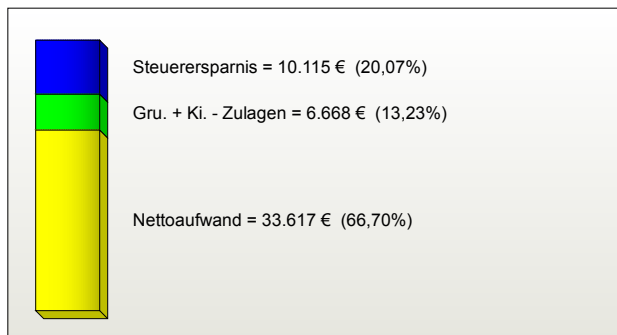 Steuerersparnis = 10.115 € (20,07%)
Gru. + Ki. - Zulagen = 6.668 € (13,23%)
Nettoaufwand = 33.617 € (66,70%)